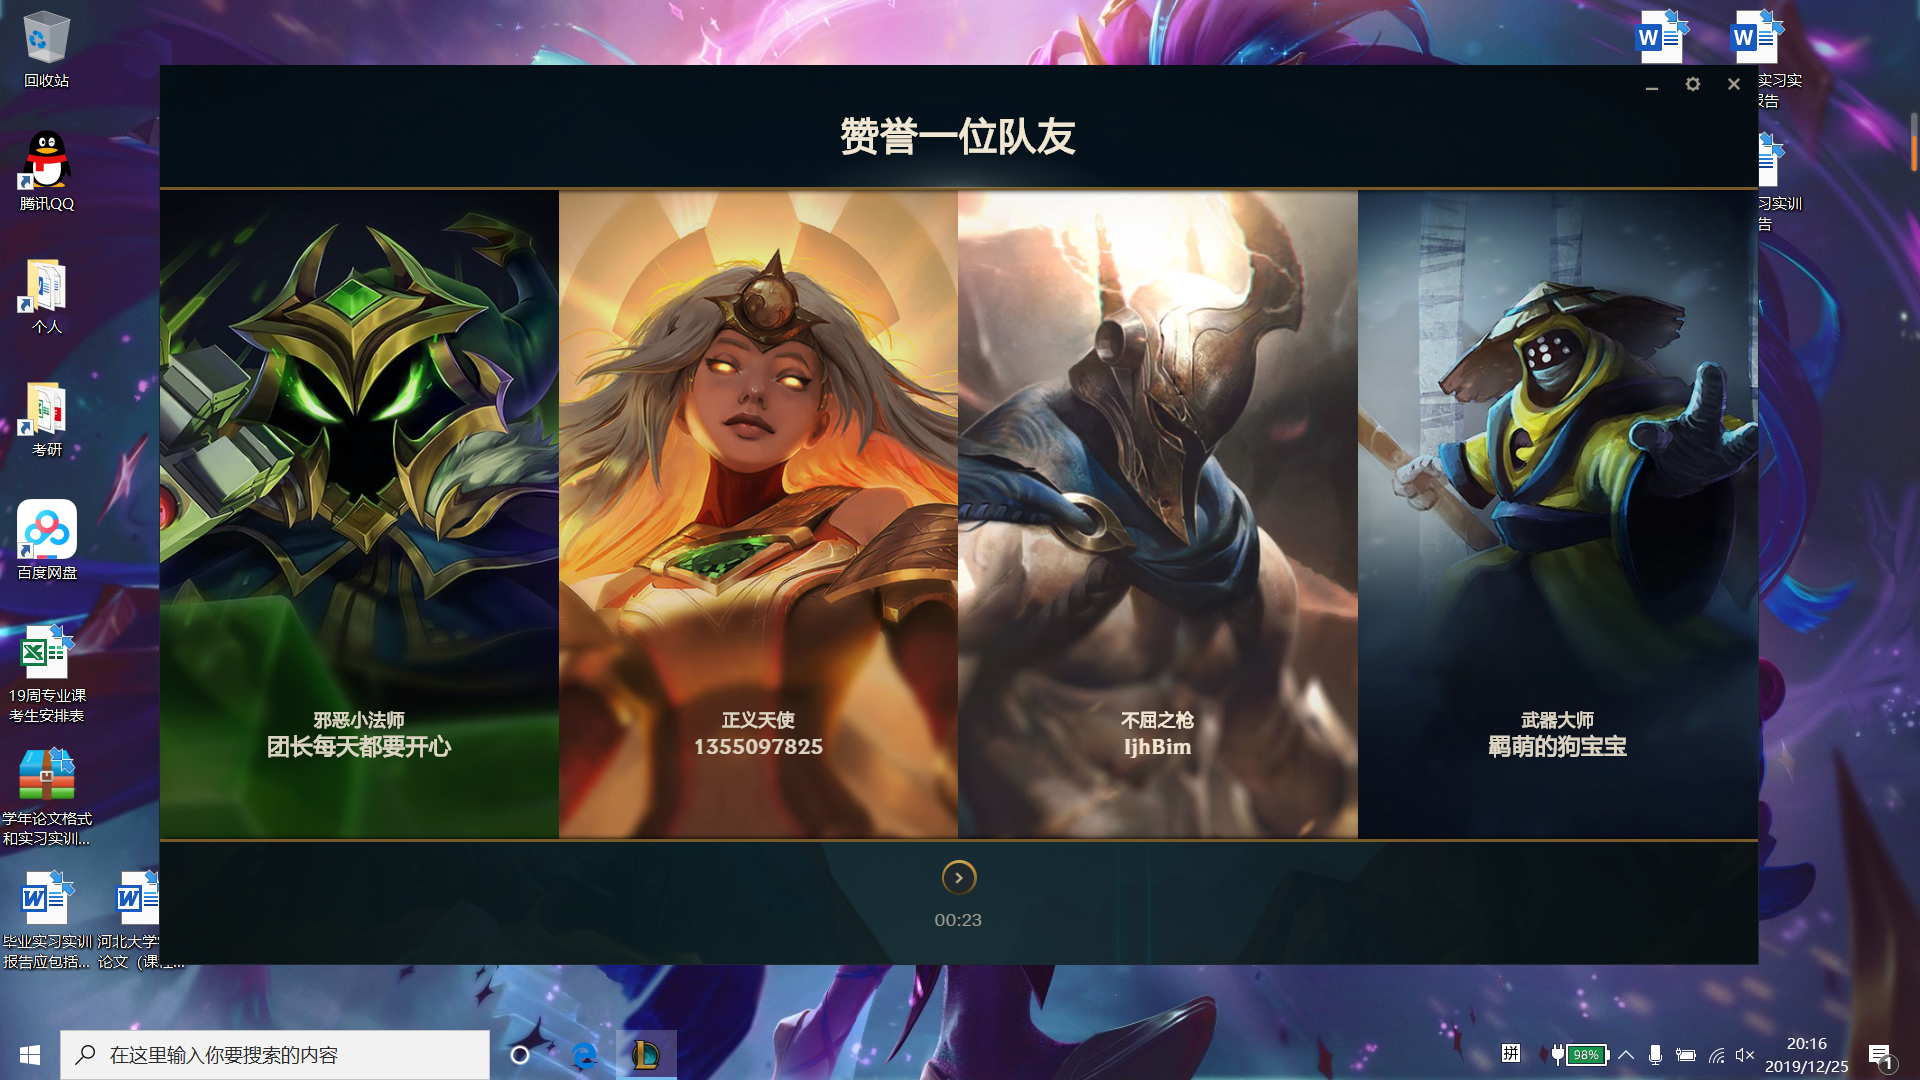 回收站
腾讯QQ
个人
考研
百度网盘
19周专业课
考生安排表
学年论文格式
和实习实训...
毕业实习实训
报告应包括...
河北大学
论文（课
实习实
报告
习实训
告
赞誉一位队友
邪恶小法师
团长每天都要开心
正义天使
1355097825
不屈之枪
IjhBim
武器大师
羁萌的狗宝宝
00:23
在这里输入你要搜索的内容
拼
98%
20:16
2019/12/25
1